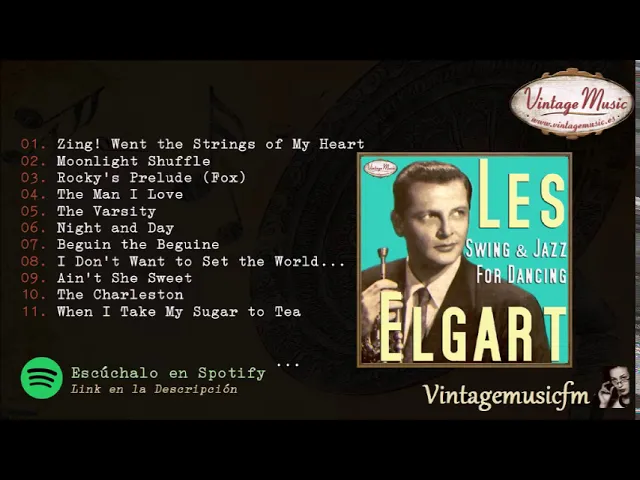 Vintage Music
www.vintagemusic.es
01. Zing! Went the Strings of My Heart
02. Moonlight Shuffle
03. Rocky's Prelude (Fox)
04. The Man I Love
05. The Varsity
06. Night and Day
07. Beguin the Beguine
08. I Don't Want to Set the World...
09. Ain't She Sweet
10. The Charleston
11. When I Take My Sugar to Tea
...
LES
SWING & JAZZ
FOR DANCING
ELGART
Escúchalo en Spotify
Link en la Descripción
Vintagemusicfm